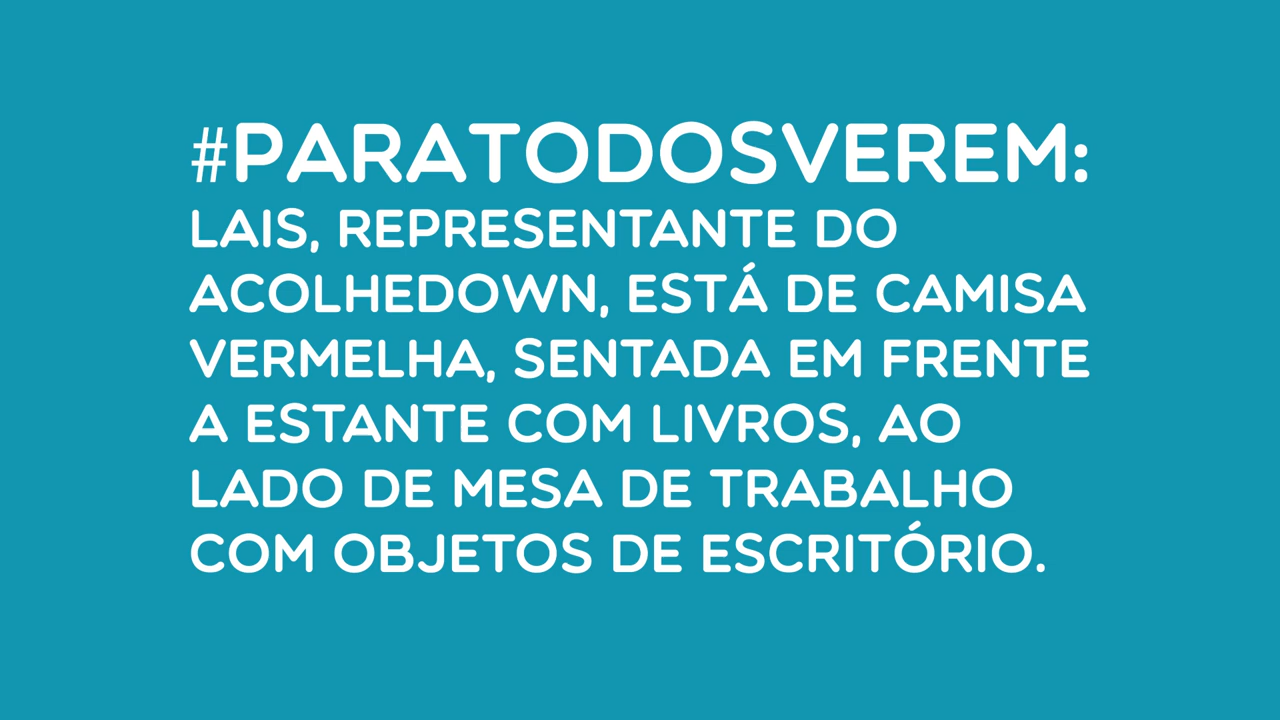 #PARATODOSVEREM:
LAIS, REPRESENTANTE DO
ACOLHEDOWN, ESTÁ DE CAMISA
VERMELHA, SENTADA EM FRENTE
A ESTANTE COM LIVROS, AO
LADO DE MESA DE TRABALHO
COM OBJETOS DE ESCRITÓRIO.